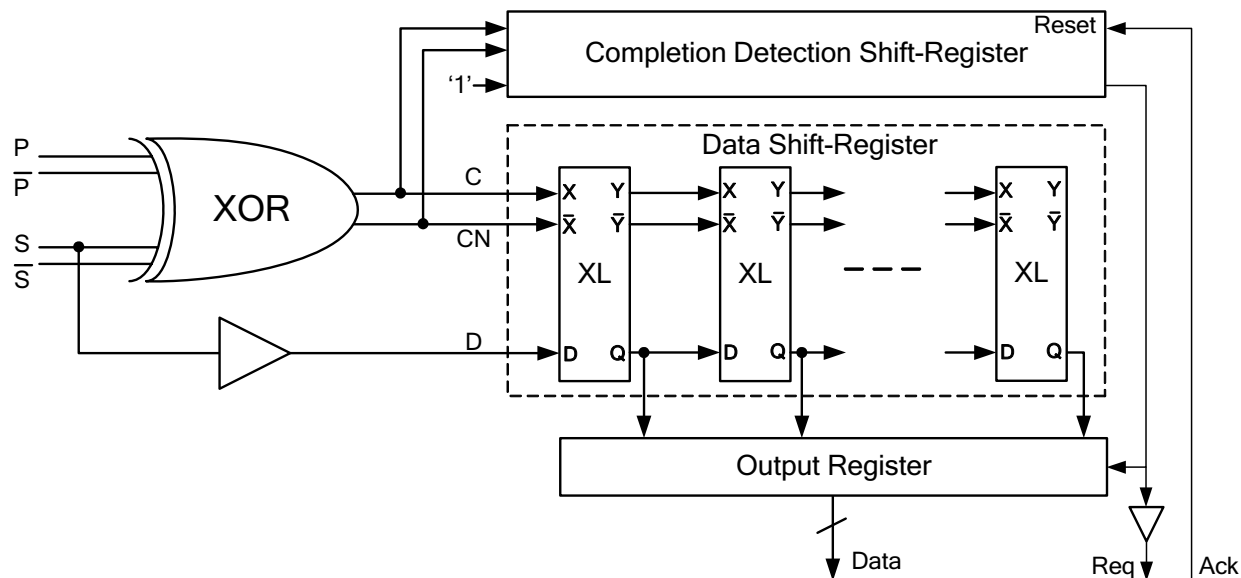 Reset
Completion Detection Shift-Register
‘1’
Data Shift-Register
P
P̅
S
S̅
XOR
C
CN
D
X Y X Y X Y
X̅ Y̅ X̅ Y̅ X̅ Y̅
XL XL XL
D Q D Q D Q
Output Register
Data
Req
Ack